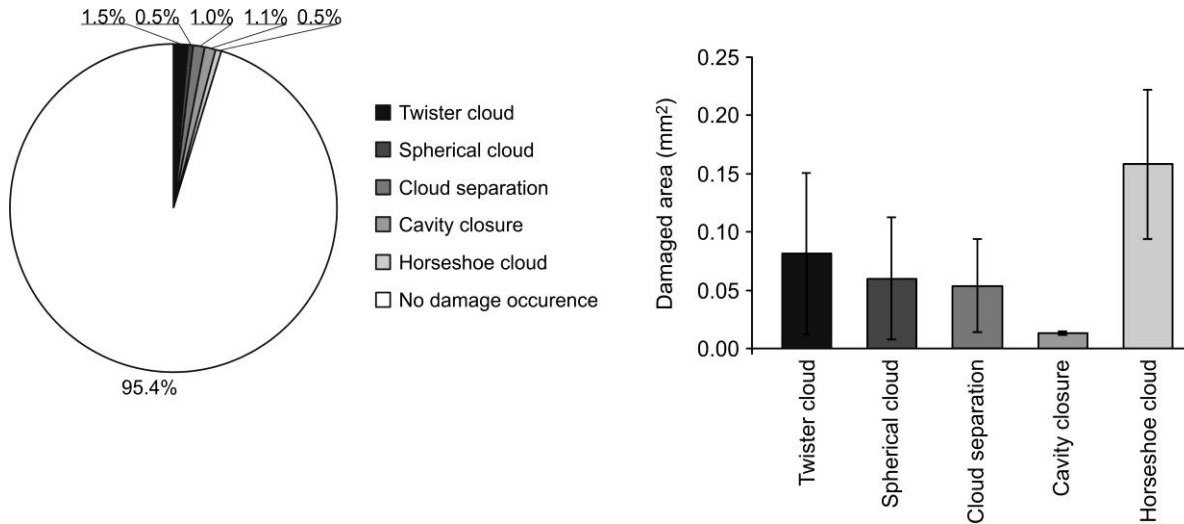 1.5% 0.5% 1.0% 1.1% 0.5%
Twister cloud
Spherical cloud
Cloud separation
Cavity closure
Horseshoe cloud
No damage occurence
95.4%
Damaged area (mm²)
0.25
0.20
0.15
0.10
0.05
0.00
Twister cloud
Spherical cloud
Cloud separation
Cavity closure
Horseshoe cloud